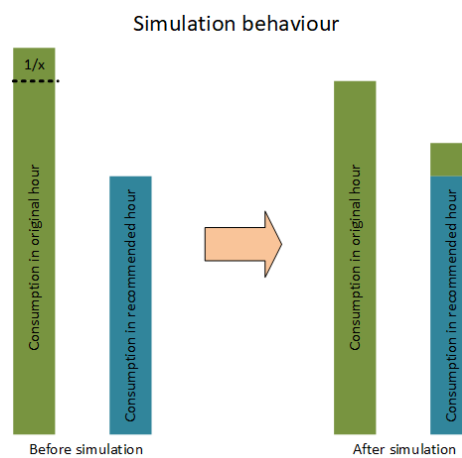 Simulation behaviour
1/x
Consumption in original hour
Consumption in recommended hour
Consumption in original hour
Consumption in recommended hour
Before simulation
After simulation